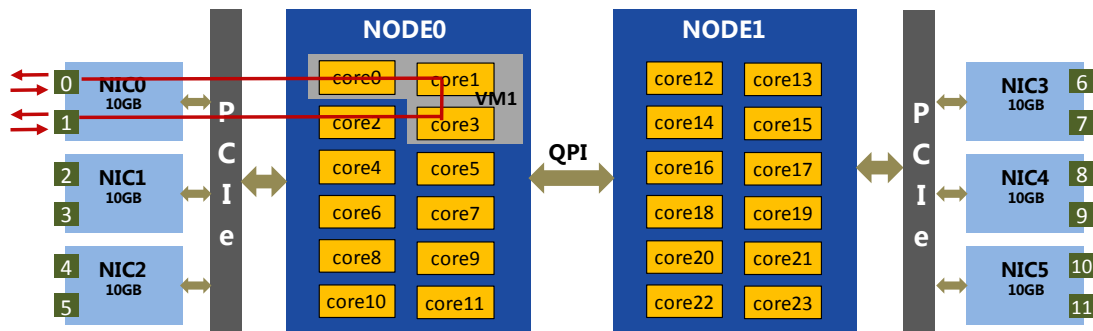 NODE0
NODE1
0
NIC0
10GB
1
2
NIC1
10GB
3
4
NIC2
10GB
5
PCIe
core0
core1
VM1
core2
core3
core4
core5
core6
core7
core8
core9
core10
core11
QPI
core12
core13
core14
core15
core16
core17
core18
core19
core20
core21
core22
core23
PCIe
NIC3
10GB
6
7
NIC4
10GB
8
9
NIC5
10GB
10
11